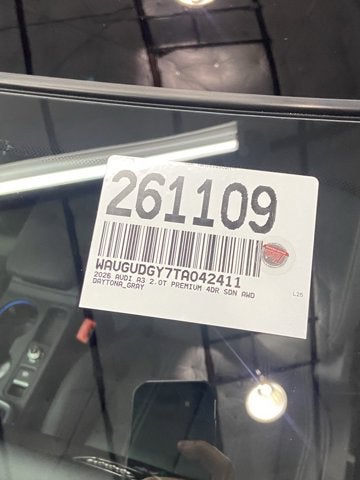 261109
WAUGUDGY7TA042411
2026 AUDI A3 2.0T PREMIUM 4DR SDN AWD
DAYTONA_GRAY
L26